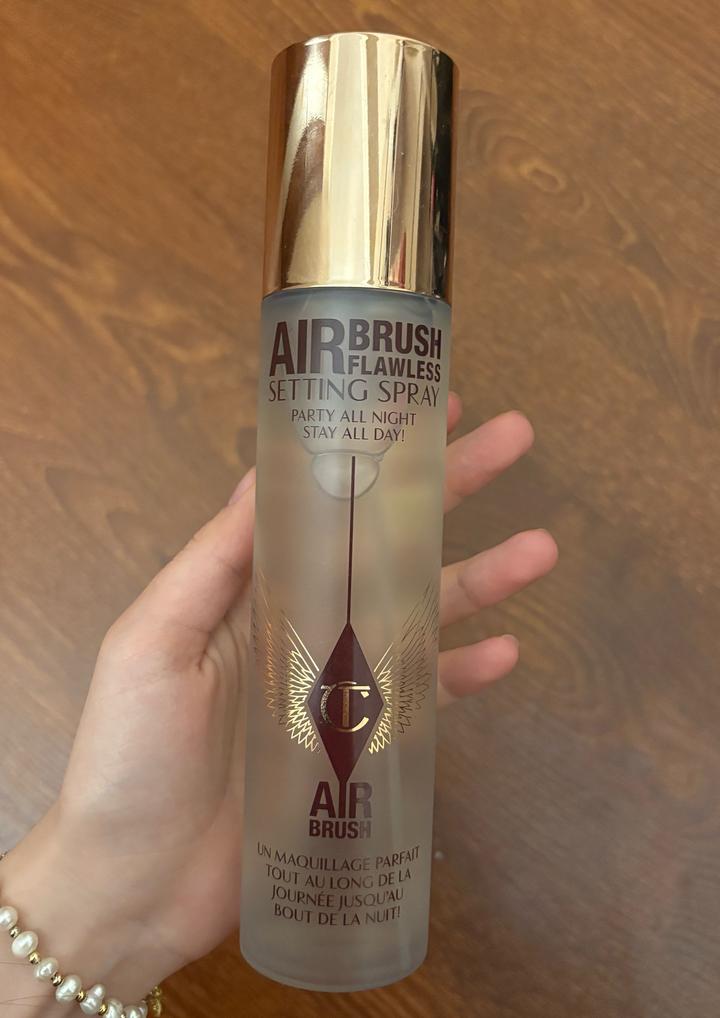 AIRBRUSH
FLAWLESS
SETTING SPRAY
PARTY ALL NIGHT
STAY ALL DAY!
CT
AIR
BRUSH
UN MAQUILLAGE PARFAIT
TOUT AU LONG DE LA
JOURNÉE JUSQU'AU
BOUT DE LA NUIT!